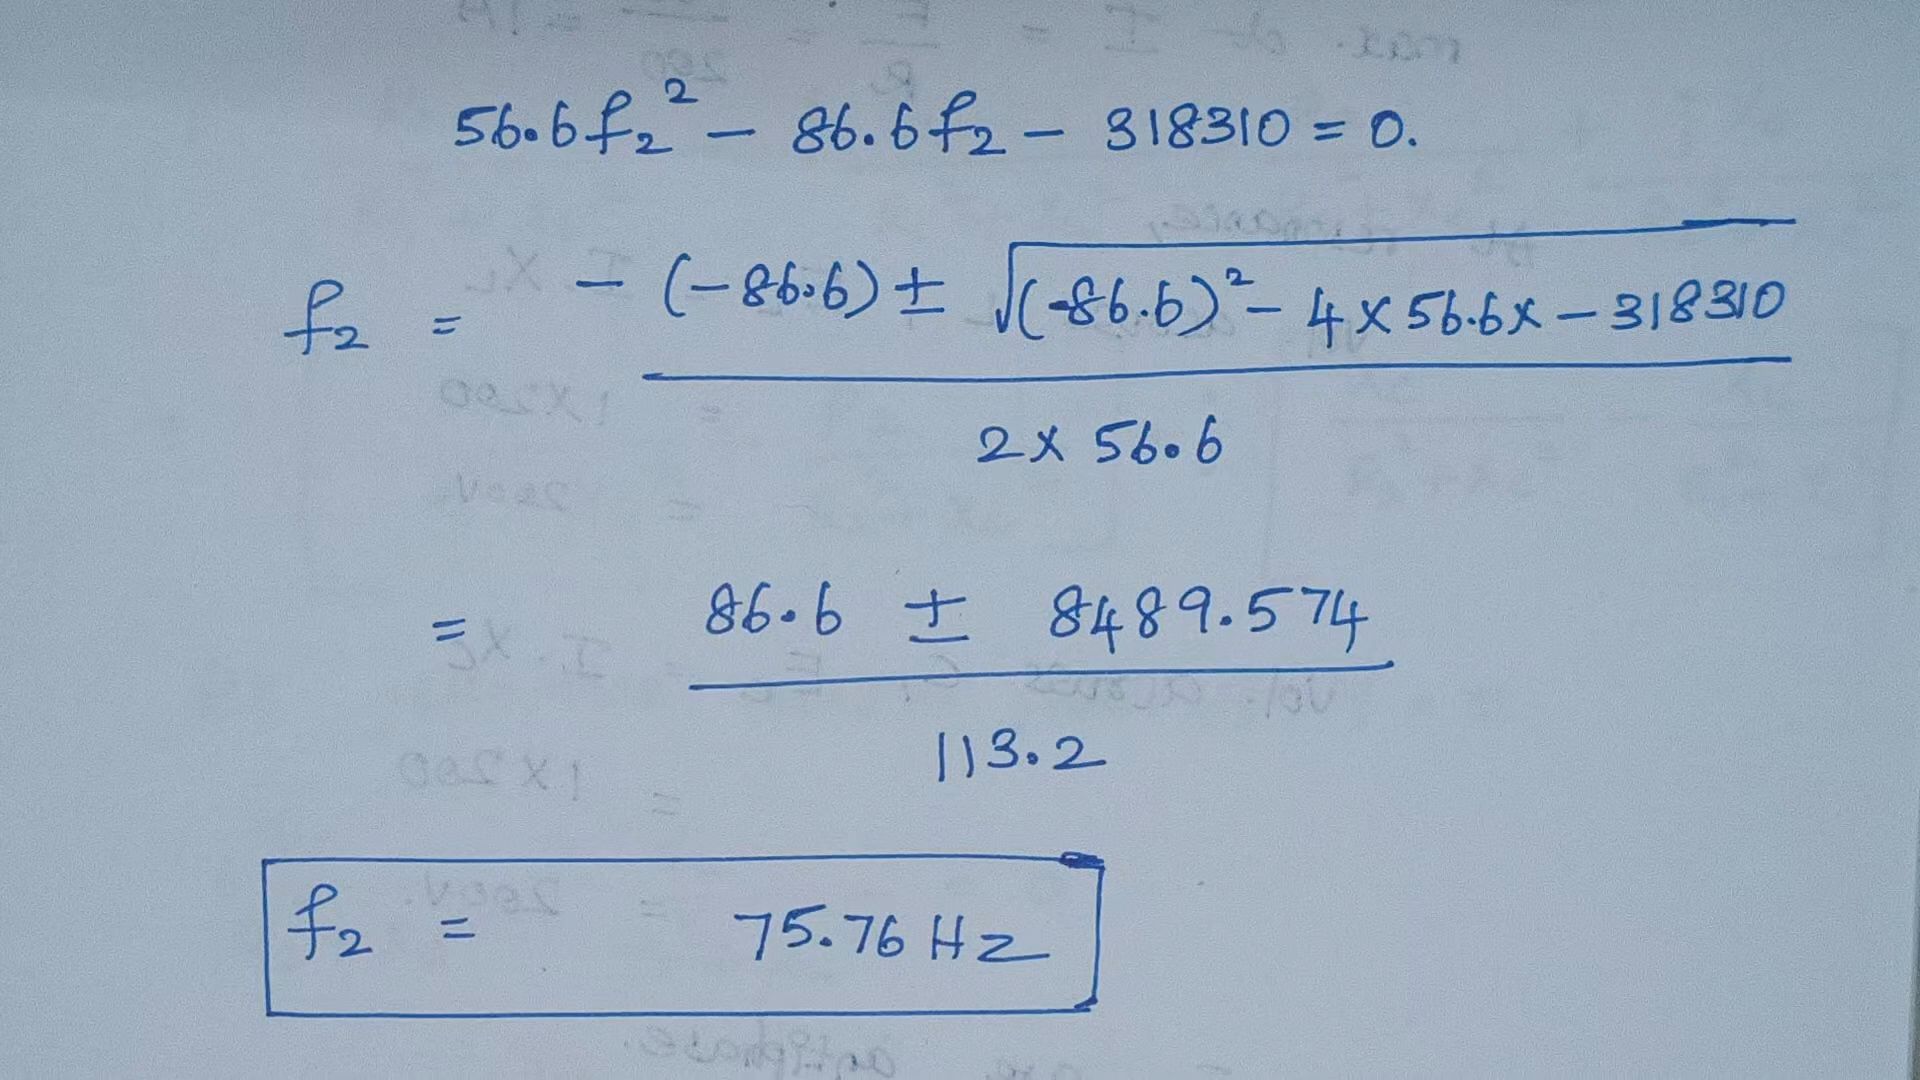 56.6f₂² − 86.6f₂ − 318310 = 0.
f₂ = − (−86.6) ± √(-86.6)² − 4 × 56.6 × − 318310
2 × 56.6
= 86.6 ± 8489.574
113.2
f₂ = 75.76 Hz